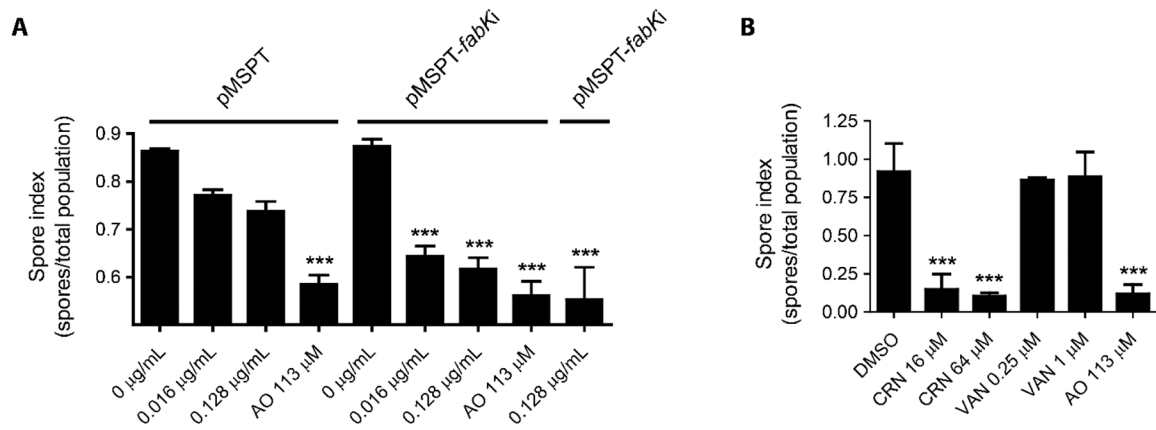 A
pMSPT
pMSPT-fabKi
pMSPT-fabKi
Spore index
(spores/total population)
0.9
0.8
0.7
0.6
***
***
***
***
***
0 µg/mL
0.016 µg/mL
0.128 µg/mL
AO 113 µM
0 µg/mL
0.016 µg/mL
0.128 µg/mL
AO 113 µM
0.128 µg/mL
B
Spore index
(spores/total population)
1.25
1.00
0.75
0.50
0.25
0.00
***
***
***
DMSO
CRN 16 µM
CRN 64 µM
VAN 0.25 µM
VAN 1 µM
AO 113 µM